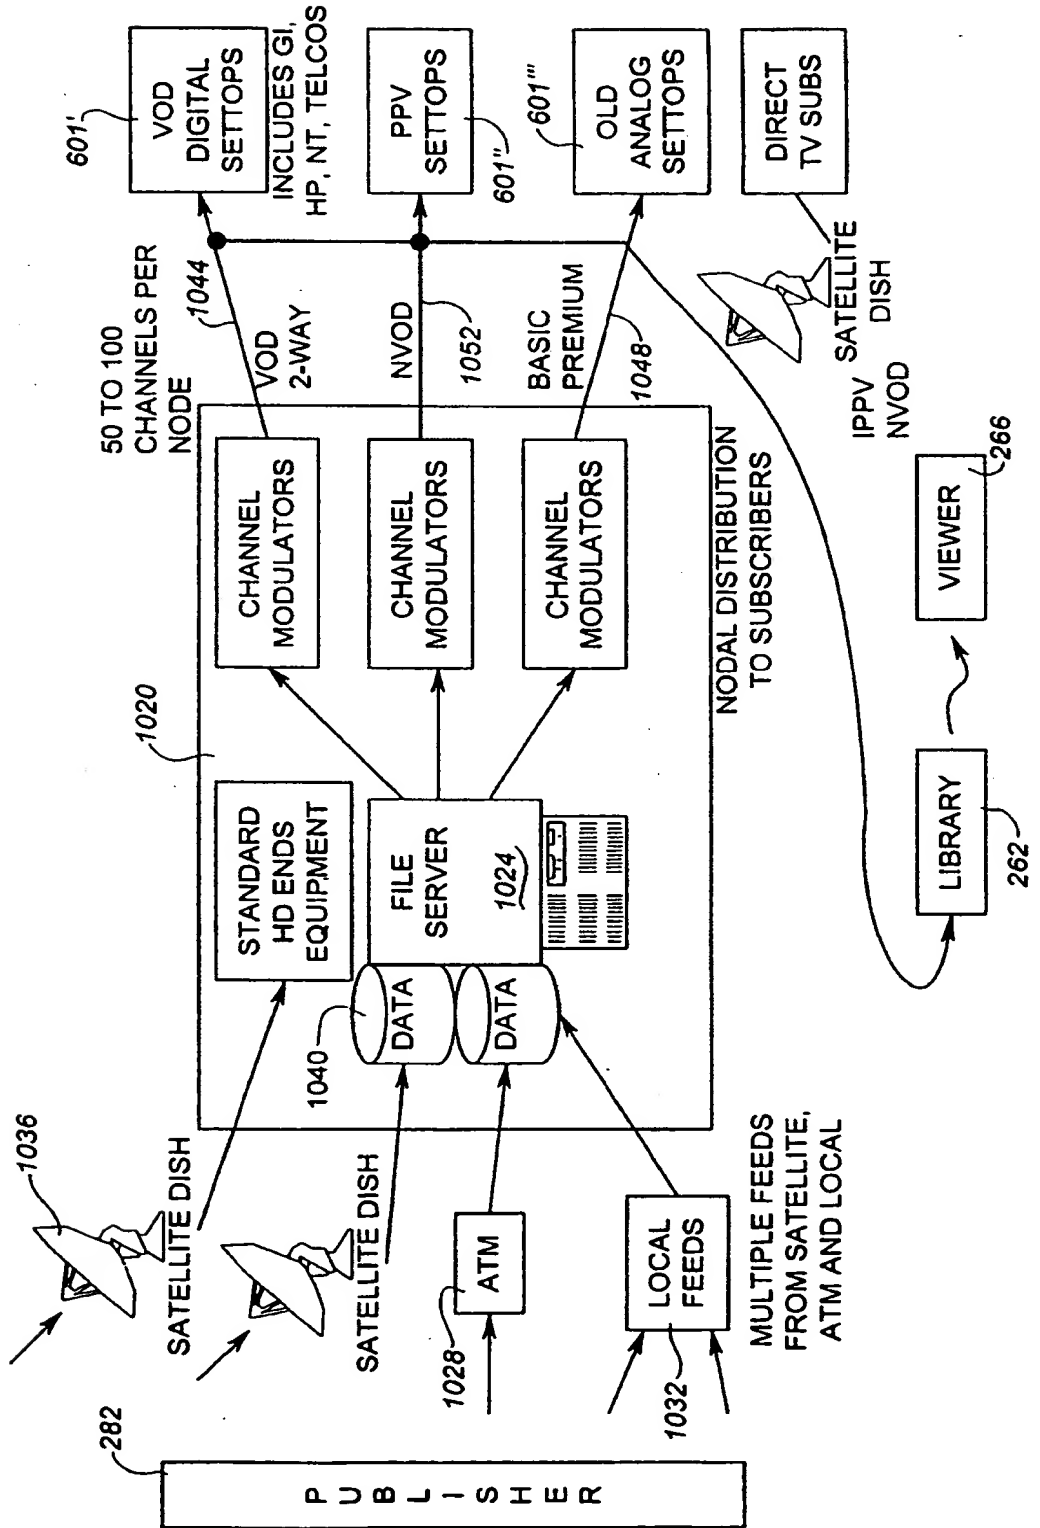 282
PUBLISHER
1036
SATELLITE DISH
SATELLITE DISH
1028
ATM
1032
LOCAL
FEEDS
MULTIPLE FEEDS
FROM SATELLITE,
ATM AND LOCAL
1020
STANDARD
HD ENDS
EQUIPMENT
1040
DATA
DATA
FILE
SERVER
1024
CHANNEL
MODULATORS
CHANNEL
MODULATORS
CHANNEL
MODULATORS
NODAL DISTRIBUTION
TO SUBSCRIBERS
50 TO 100
CHANNELS PER
NODE
1044
VOD
2-WAY
NVOD
1052
BASIC
PREMIUM
1048
601'
VOD
DIGITAL
SETTOPS
INCLUDES GI,
HP, NT, TELCOS
PPV
SETTOPS
601"
601'"
OLD
ANALOG
SETTOPS
DIRECT
TV SUBS
SATELLITE
DISH
IPPV
NVOD
LIBRARY
262
VIEWER
266